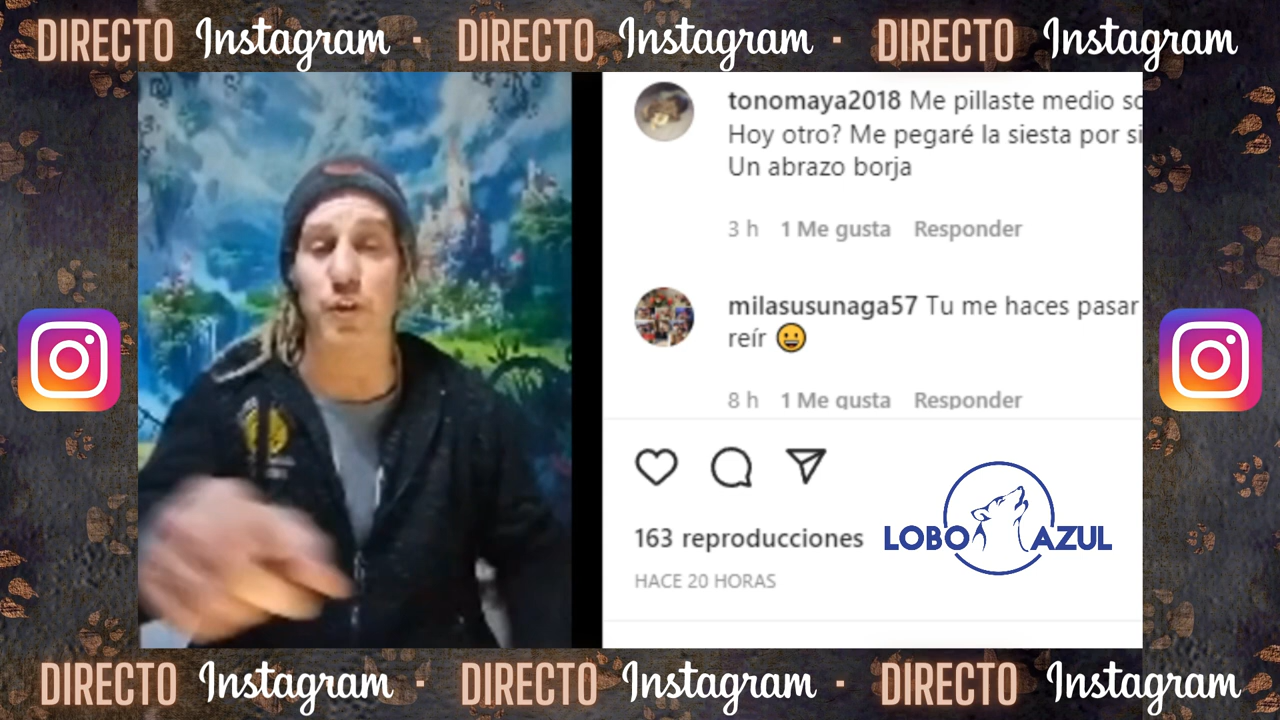 DIRECTO Instagram · DIRECTO Instagram · DIRECTO Instagram
tonomaya2018 Me pillaste medio
Hoy otro? Me pegaré la siesta por si
Un abrazo borja
3 h 1 Me gusta Responder
milasusunaga57 Tu me haces pasar
reír 😀
8 h 1 Me gusta Responder
163 reproducciones
LOBO AZUL
HACE 20 HORAS
DIRECTO Instagram · DIRECTO Instagram · DIRECTO Instagram